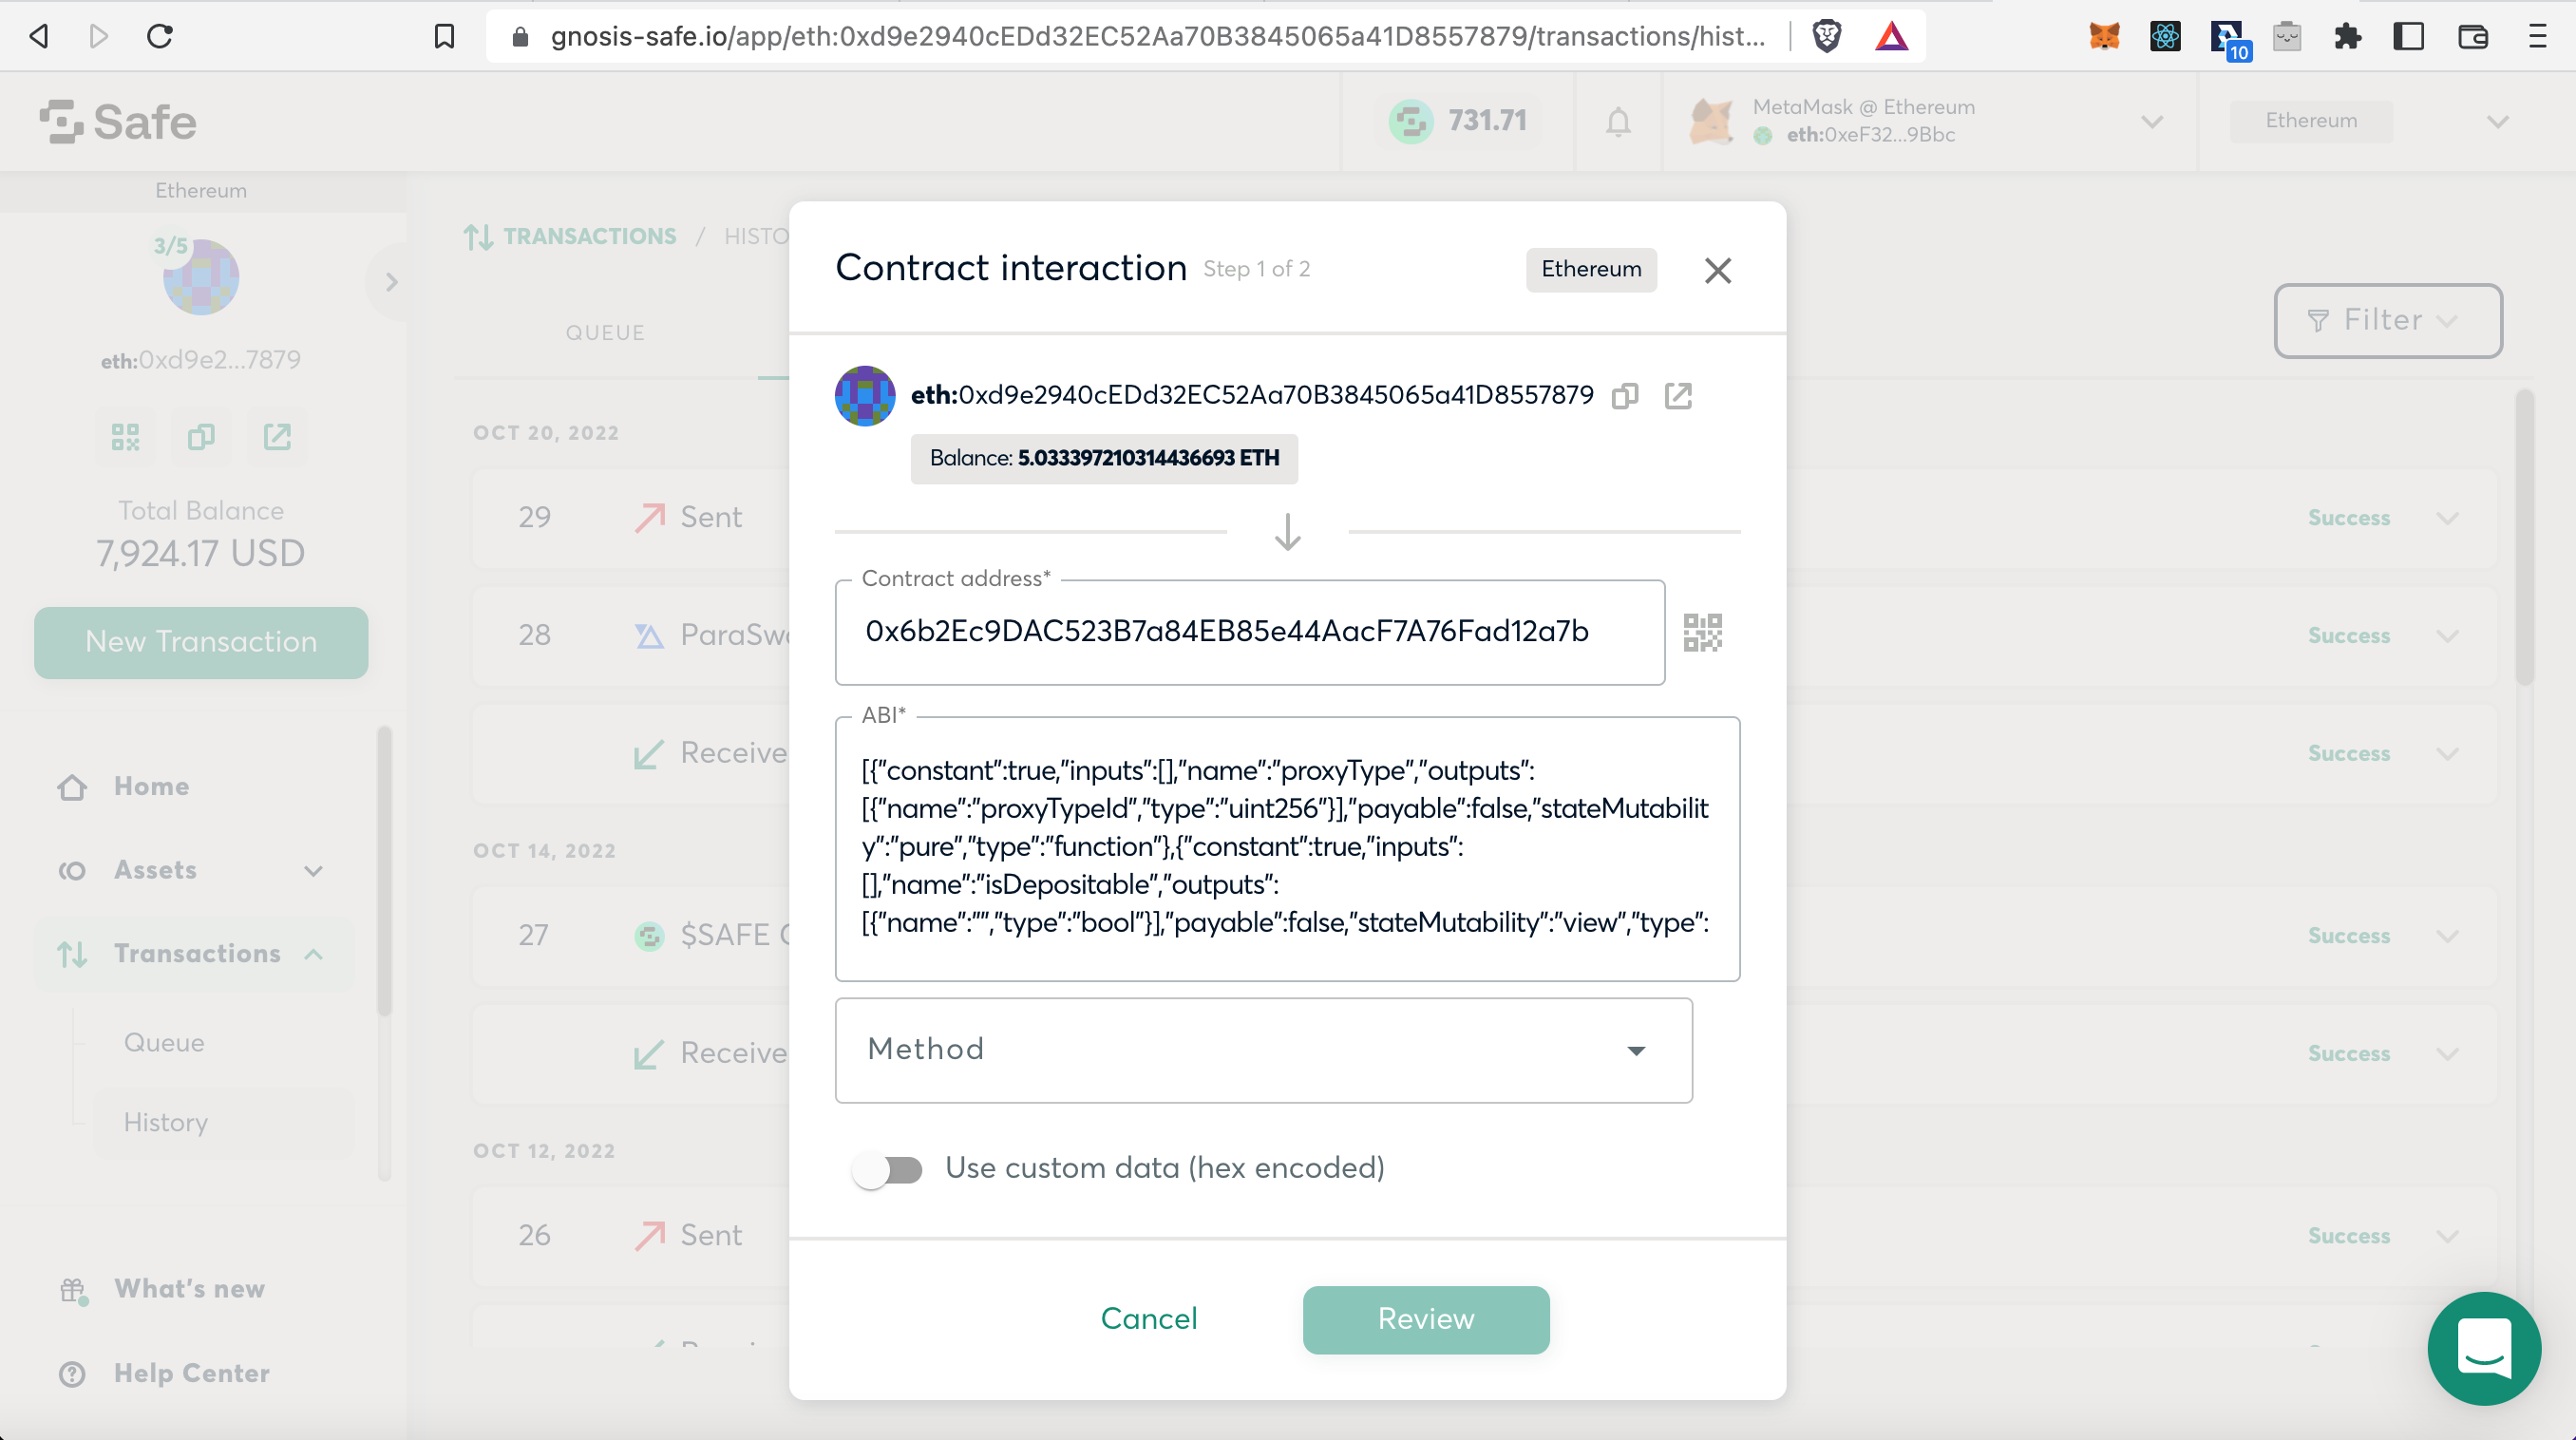 gnosis-safe.io/app/eth:0xd9e2940cEDd32EC52Aa70B3845065a41D8557879/transactions/hist...
10
Safe
731.71
MetaMask @ Ethereum
eth:0xeF32...9Bbc
Ethereum
Ethereum
3/5
eth:0xd9e2...7879
Total Balance
7,924.17 USD
New Transaction
Home
Assets
Transactions
Queue
History
What's new
Help Center
TRANSACTIONS / HISTO
QUEUE
Filter
OCT 20, 2022
29 Sent Success
28 ParaSwa Success
Receive Success
OCT 14, 2022
27 $SAFE C Success
Receive Success
OCT 12, 2022
26 Sent Success
Contract interaction Step 1 of 2 Ethereum
eth:0xd9e2940cEDd32EC52Aa70B3845065a41D8557879
Balance: 5.033397210314436693 ETH
Contract address*
0x6b2Ec9DAC523B7a84EB85e44AacF7A76Fad12a7b
ABI*
[{"constant":true,"inputs":[],"name":"proxyType","outputs":
[{"name":"proxyTypeId","type":"uint256"}],"payable":false,"stateMutabilit
y":"pure","type":"function"},{"constant":true,"inputs":
[],"name":"isDepositable","outputs":
[{"name":"","type":"bool"}],"payable":false,"stateMutability":"view","type":
Method
Use custom data (hex encoded)
Cancel
Review